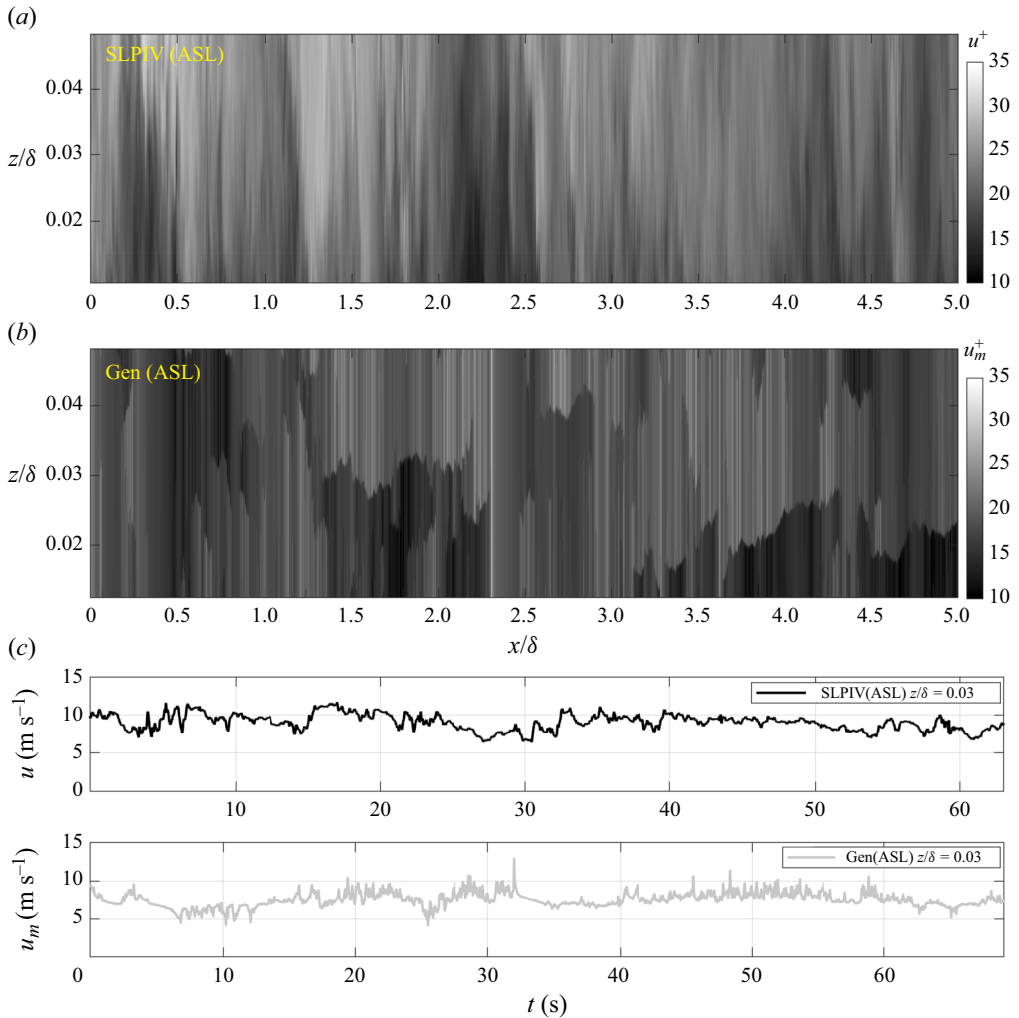 (a)
SLPIV (ASL)
u⁺
z/δ
0.04
0.03
0.02
35
30
25
20
15
10
0 0.5 1.0 1.5 2.0 2.5 3.0 3.5 4.0 4.5 5.0
(b)
Gen (ASL)
u⁺ₘ
z/δ
0.04
0.03
0.02
35
30
25
20
15
10
0 0.5 1.0 1.5 2.0 2.5 3.0 3.5 4.0 4.5 5.0
x/δ
(c)
u (m s⁻¹)
15
10
5
0
SLPIV(ASL) z/δ = 0.03
10 20 30 40 50 60
uₘ (m s⁻¹)
15
10
5
Gen(ASL) z/δ = 0.03
0 10 20 30 40 50 60
t (s)